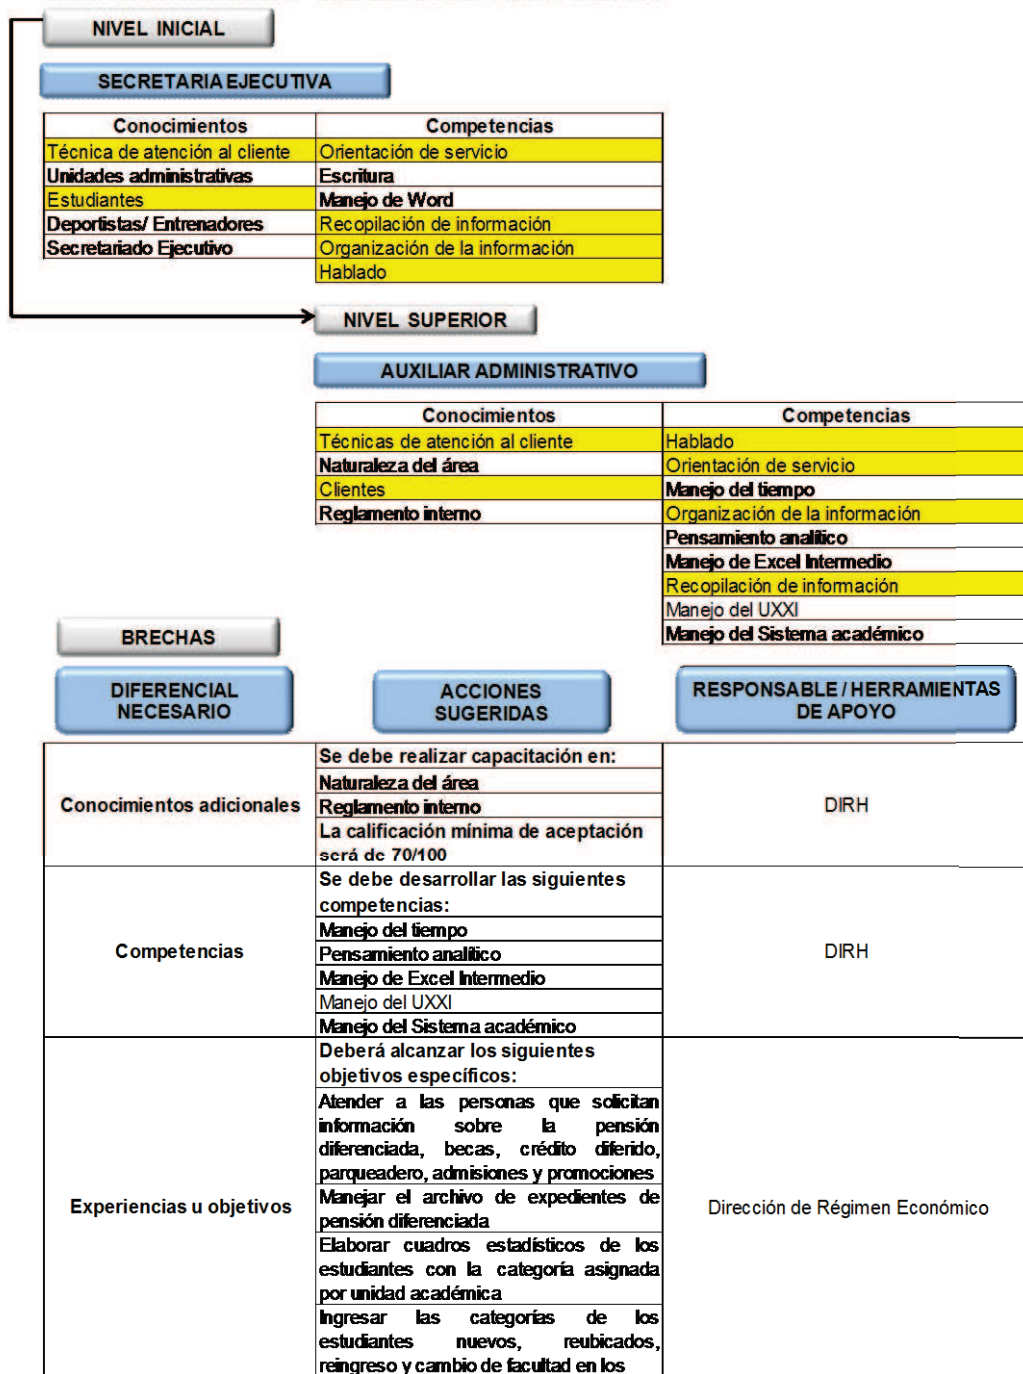 NIVEL INICIAL
SECRETARIA EJECUTIVA
Conocimientos Competencias
Técnica de atención al cliente Orientación de servicio
Unidades administrativas Escritura
Estudiantes Manejo de Word
Deportistas/ Entrenadores Recopilación de información
Secretariado Ejecutivo Organización de la información
Hablado
NIVEL SUPERIOR
AUXILIAR ADMINISTRATIVO
Conocimientos Competencias
Técnicas de atención al cliente Hablado
Naturaleza del área Orientación de servicio
Clientes Manejo del tiempo
Reglamento interno Organización de la información
Pensamiento analítico
Manejo de Excel Intermedio
Recopilación de información
Manejo del UXXI
Manejo del Sistema académico
BRECHAS
DIFERENCIAL
NECESARIO
ACCIONES
SUGERIDAS
RESPONSABLE / HERRAMIENTAS
DE APOYO
Conocimientos adicionales
Se debe realizar capacitación en:
Naturaleza del área
Reglamento interno
La calificación mínima de aceptación
será de 70/100
DIRH
Competencias
Se debe desarrollar las siguientes
competencias:
Manejo del tiempo
Pensamiento analítico
Manejo de Excel Intermedio
Manejo del UXXI
Manejo del Sistema académico
DIRH
Experiencias u objetivos
Deberá alcanzar los siguientes
objetivos específicos:
Atender a las personas que solicitan
información sobre la pensión
diferenciada, becas, crédito diferido,
parqueadero, admisiones y promociones
Manejar el archivo de expedientes de
pensión diferenciada
Elaborar cuadros estadísticos de los
estudiantes con la categoría asignada
por unidad académica
Ingresar las categorías de los
estudiantes nuevos, reubicados,
reingreso y cambio de facultad en los
Dirección de Régimen Económico